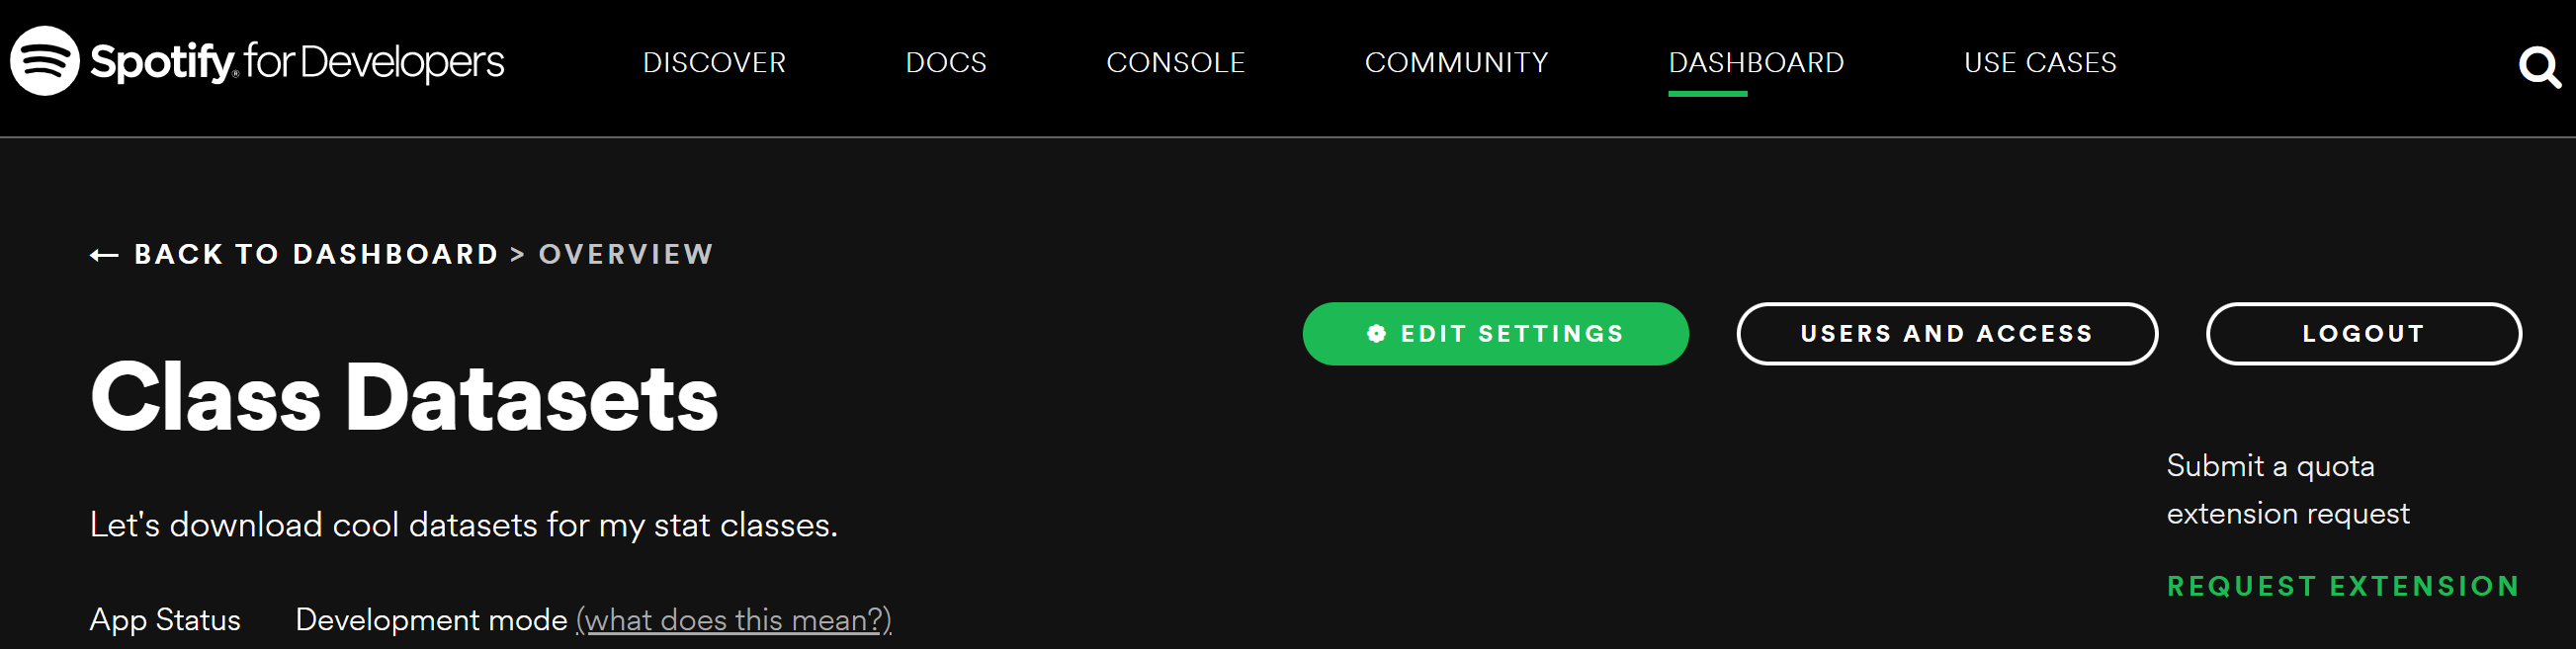 Spotify® for Developers
DISCOVER
DOCS
CONSOLE
COMMUNITY
DASHBOARD
USE CASES
← BACK TO DASHBOARD > OVERVIEW
EDIT SETTINGS
USERS AND ACCESS
LOGOUT
Class Datasets
Let's download cool datasets for my stat classes.
App Status
Development mode (what does this mean?)
Submit a quota
extension request
REQUEST EXTENSION